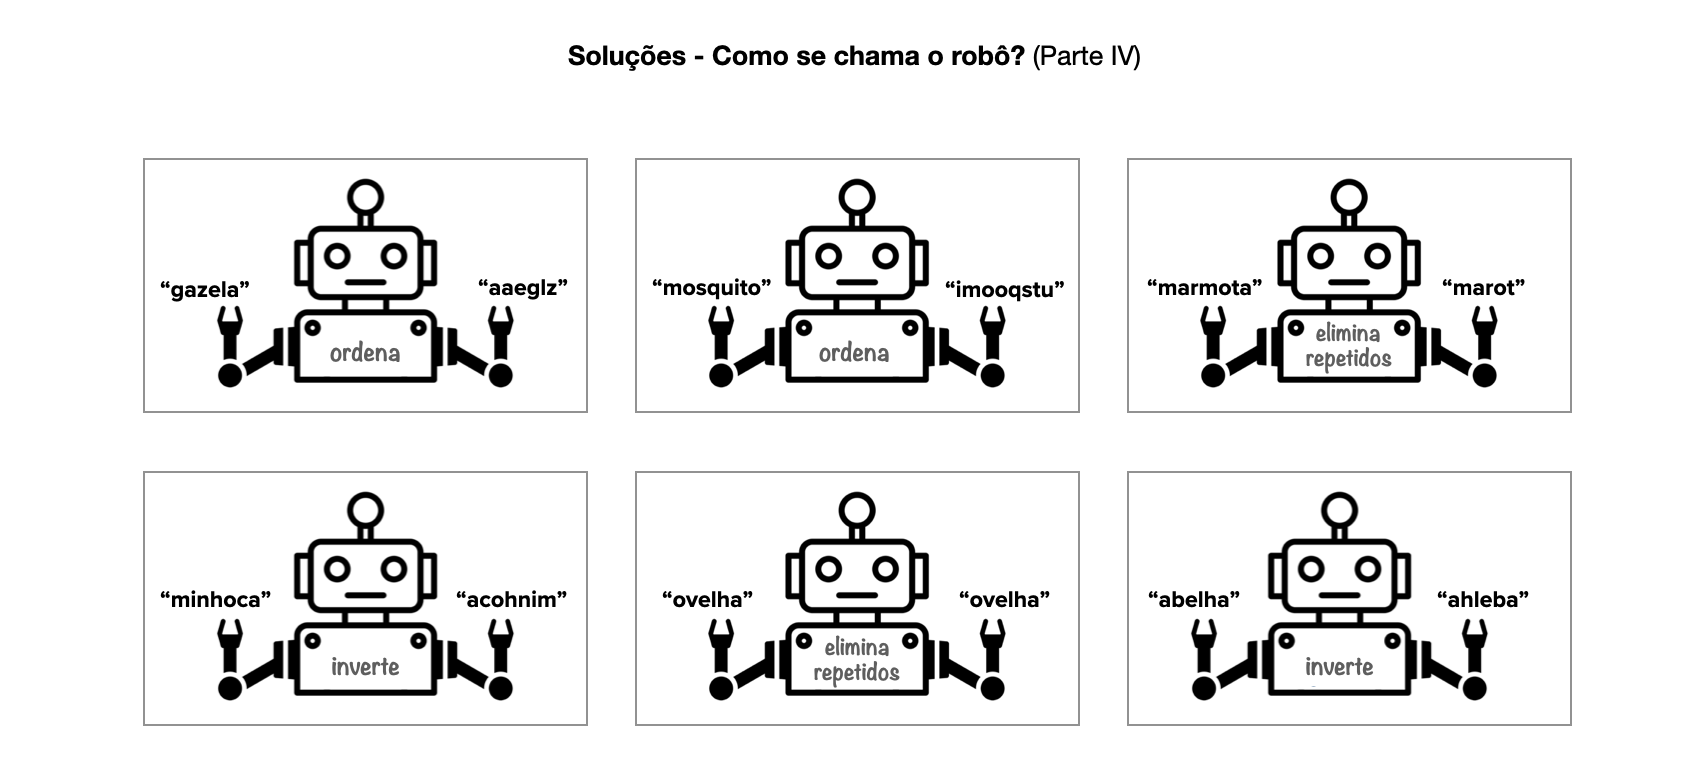 Soluções - Como se chama o robô? (Parte IV)
“gazela”
“aaeglz”
ordena
“mosquito”
“imooqstu”
ordena
“marmota”
“marot”
elimina
repetidos
“minhoca”
“acohnim”
inverte
“ovelha”
“ovelha”
elimina
repetidos
“abelha”
“ahleba”
inverte